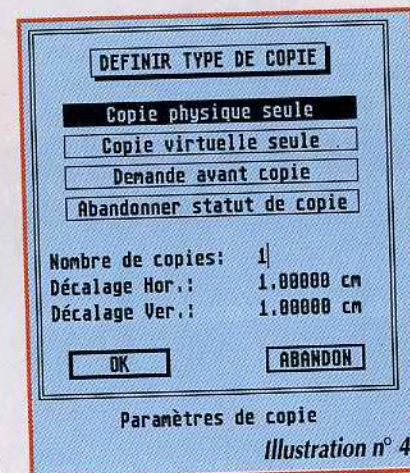 DEFINIR TYPE DE COPIE
Copie physique seule
Copie virtuelle seule
Demande avant copie
Abandonner statut de copie
Nombre de copies: 1
Décalage Hor.: 1.00000 cm
Décalage Ver.: 1.00000 cm
OK ABANDON
Paramètres de copie
Illustration n° 4